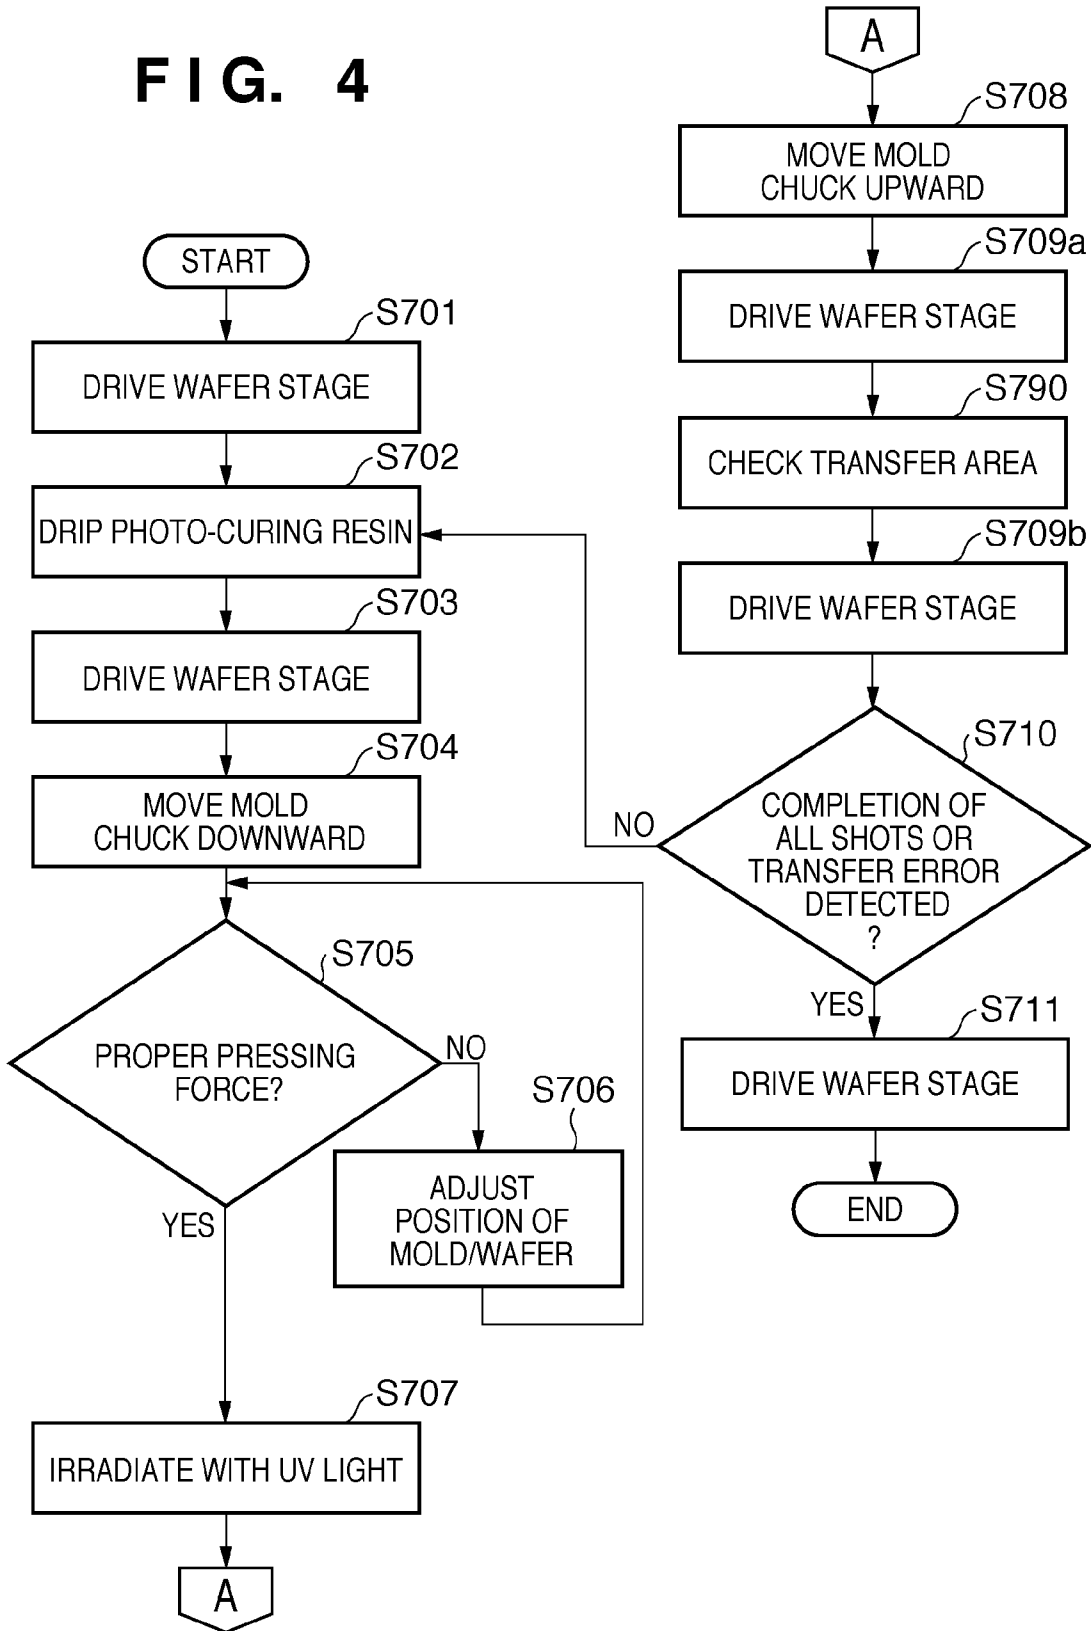 FIG. 4
START
S701
DRIVE WAFER STAGE
S702
DRIP PHOTO-CURING RESIN
S703
DRIVE WAFER STAGE
S704
MOVE MOLD
CHUCK DOWNWARD
S705
PROPER PRESSING
FORCE?
NO
S706
ADJUST
POSITION OF
MOLD/WAFER
YES
S707
IRRADIATE WITH UV LIGHT
A
A
S708
MOVE MOLD
CHUCK UPWARD
S709a
DRIVE WAFER STAGE
S790
CHECK TRANSFER AREA
S709b
DRIVE WAFER STAGE
S710
COMPLETION OF
ALL SHOTS OR
TRANSFER ERROR
DETECTED
?
NO
YES
S711
DRIVE WAFER STAGE
END